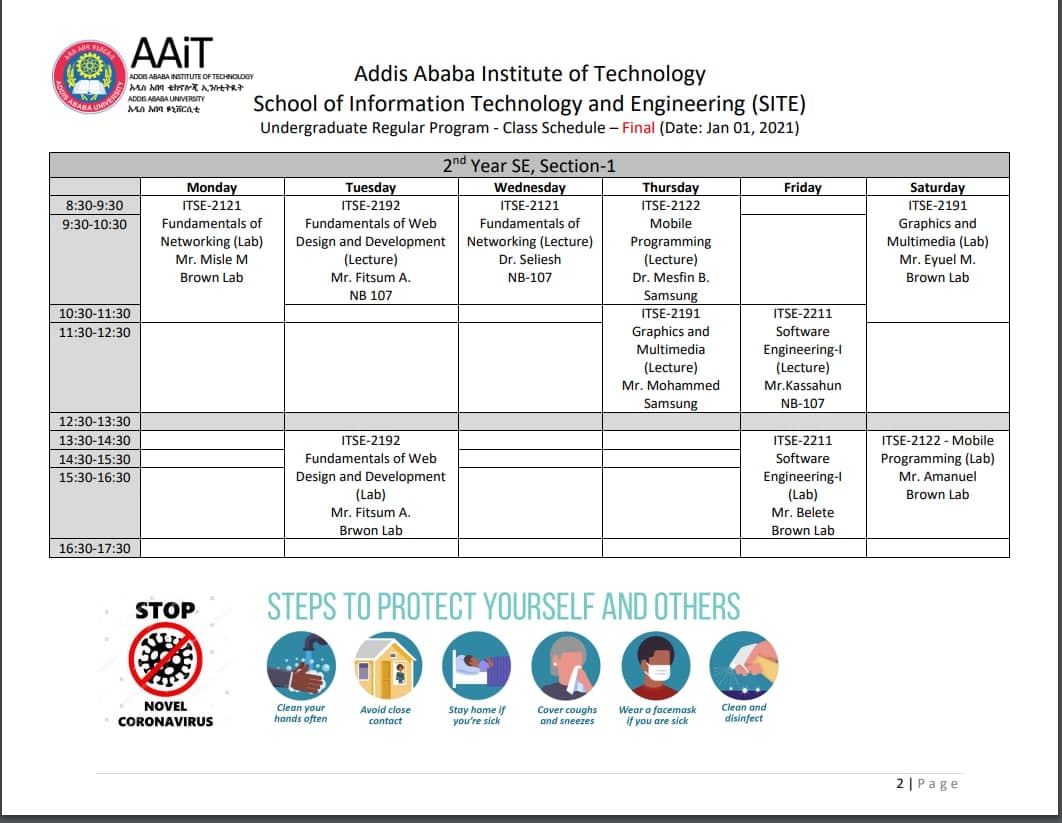 AAiT
ADDIS ABABA INSTITUTE OF TECHNOLOGY
አዲስ አበባ ቴክኖሎጂ ኢንስቲትዩት
ADDIS ABABA UNIVERSITY
አዲስ አበባ ዩኒቨርሲቲ
ADDIS ABABA UNIVERSITY
Addis Ababa Institute of Technology
School of Information Technology and Engineering (SITE)
Undergraduate Regular Program - Class Schedule – Final (Date: Jan 01, 2021)
2nd Year SE, Section-1
Monday Tuesday Wednesday Thursday Friday Saturday
8:30-9:30
9:30-10:30
ITSE-2121
Fundamentals of
Networking (Lab)
Mr. Misle M
Brown Lab
ITSE-2192
Fundamentals of Web
Design and Development
(Lecture)
Mr. Fitsum A.
NB 107
ITSE-2121
Fundamentals of
Networking (Lecture)
Dr. Seliesh
NB-107
ITSE-2122
Mobile
Programming
(Lecture)
Dr. Mesfin B.
Samsung
ITSE-2191
Graphics and
Multimedia (Lab)
Mr. Eyuel M.
Brown Lab
10:30-11:30
11:30-12:30
ITSE-2191
Graphics and
Multimedia
(Lecture)
Mr. Mohammed
Samsung
ITSE-2211
Software
Engineering-I
(Lecture)
Mr.Kassahun
NB-107
12:30-13:30
13:30-14:30
14:30-15:30
15:30-16:30
ITSE-2192
Fundamentals of Web
Design and Development
(Lab)
Mr. Fitsum A.
Brwon Lab
ITSE-2211
Software
Engineering-I
(Lab)
Mr. Belete
Brown Lab
ITSE-2122 - Mobile
Programming (Lab)
Mr. Amanuel
Brown Lab
16:30-17:30
STOP
NOVEL
CORONAVIRUS
STEPS TO PROTECT YOURSELF AND OTHERS
Clean your
hands often
Avoid close
contact
Stay home if
you're sick
Cover coughs
and sneezes
Wear a facemask
if you are sick
Clean and
disinfect
2 | Page